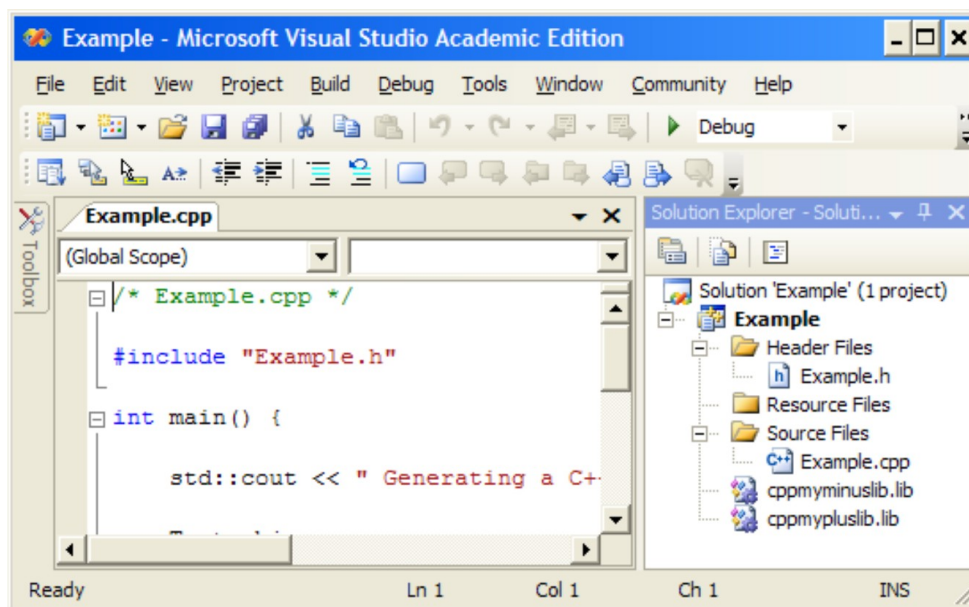 Example - Microsoft Visual Studio Academic Edition
File Edit View Project Build Debug Tools Window Community Help
Debug
Toolbox
Example.cpp
(Global Scope)
/* Example.cpp */
#include "Example.h"
int main() {
std::cout << " Generating a C+
Solution Explorer - Soluti...
Solution 'Example' (1 project)
Example
Header Files
h Example.h
Resource Files
Source Files
C++ Example.cpp
cppmyminuslib.lib
cppmypluslib.lib
Ready Ln 1 Col 1 Ch 1 INS